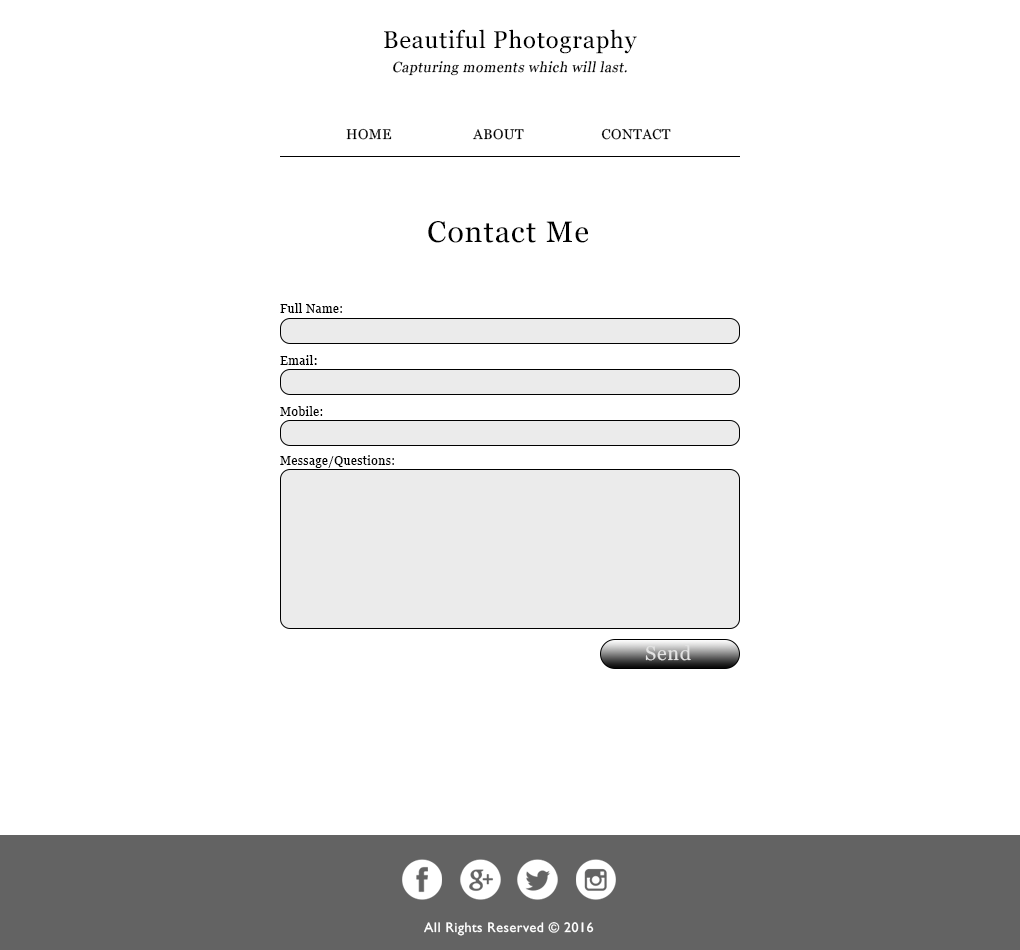 Beautiful Photography
Capturing moments which will last.
HOME ABOUT CONTACT
Contact Me
Full Name:
Email:
Mobile:
Message/Questions:
Send
f g+
All Rights Reserved © 2016